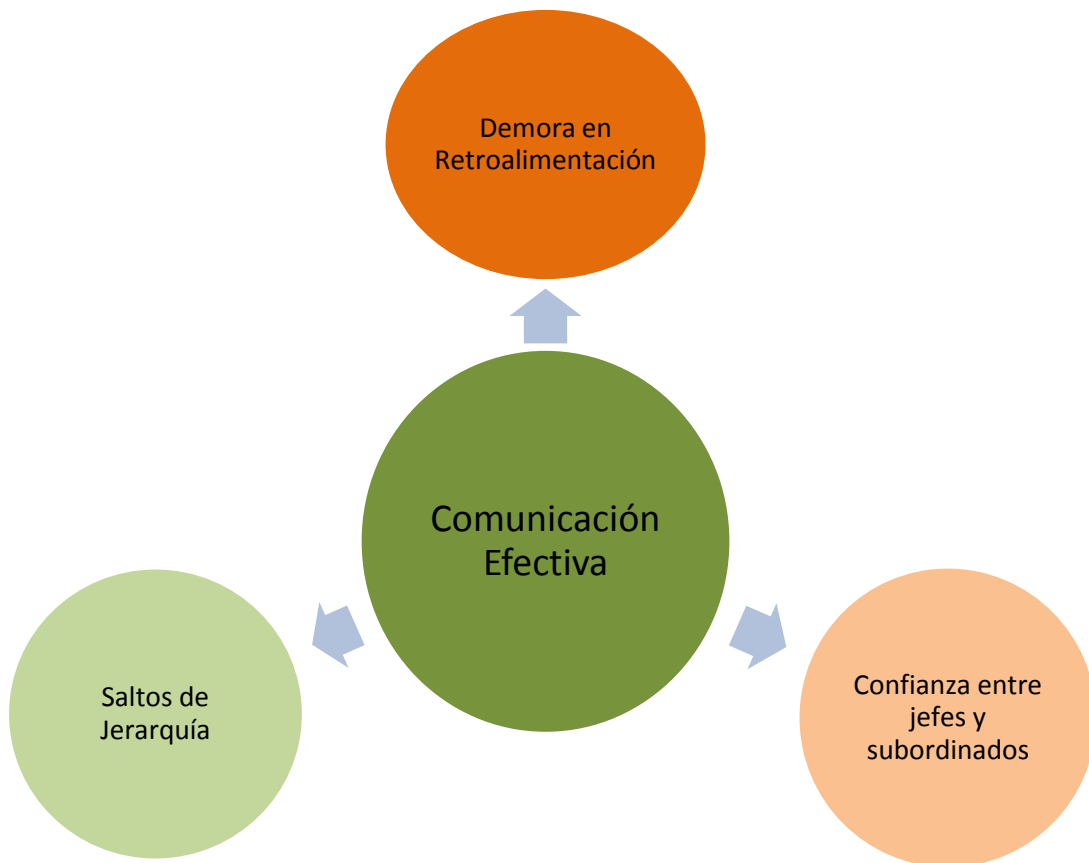 Demora en
Retroalimentación
Comunicación
Efectiva
Saltos de
Jerarquía
Confianza entre
jefes y
subordinados